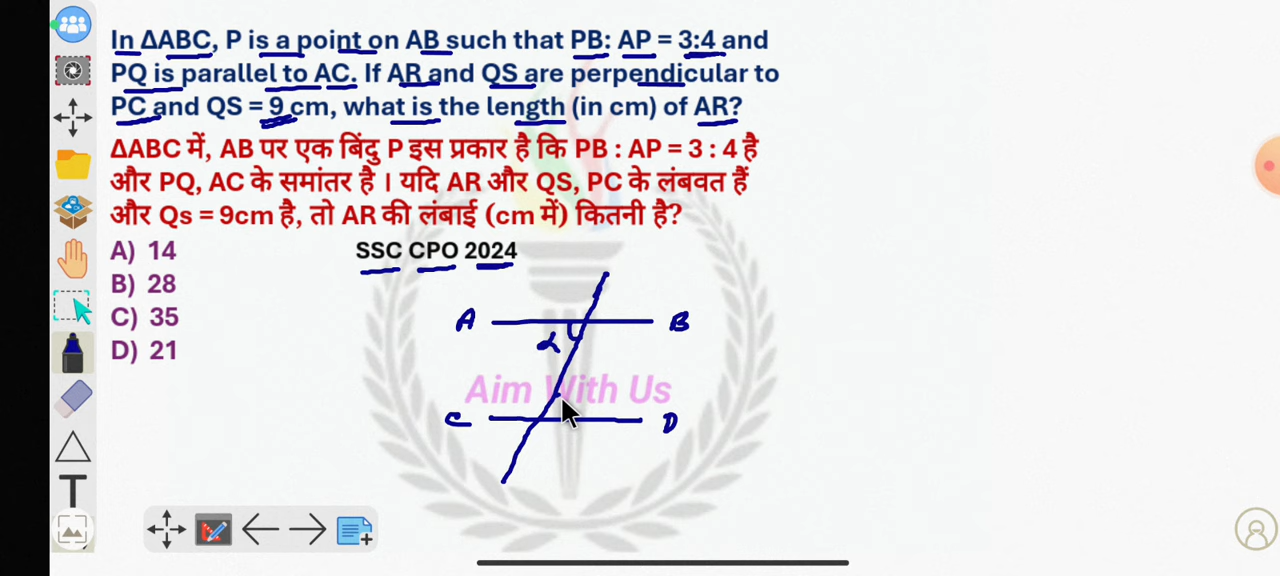 In ΔABC, P is a point on AB such that PB: AP = 3:4 and
PQ is parallel to AC. If AR and QS are perpendicular to
PC and QS = 9 cm, what is the length (in cm) of AR?
ΔABC में, AB पर एक बिंदु P इस प्रकार है कि PB : AP = 3 : 4 है
और PQ, AC के समांतर है । यदि AR और QS, PC के लंबवत हैं
और Qs = 9cm है, तो AR की लंबाई (cm में) कितनी है?
A) 14
SSC CPO 2024
B) 28
C) 35
D) 21
A B
α
Aim With Us
C D
T